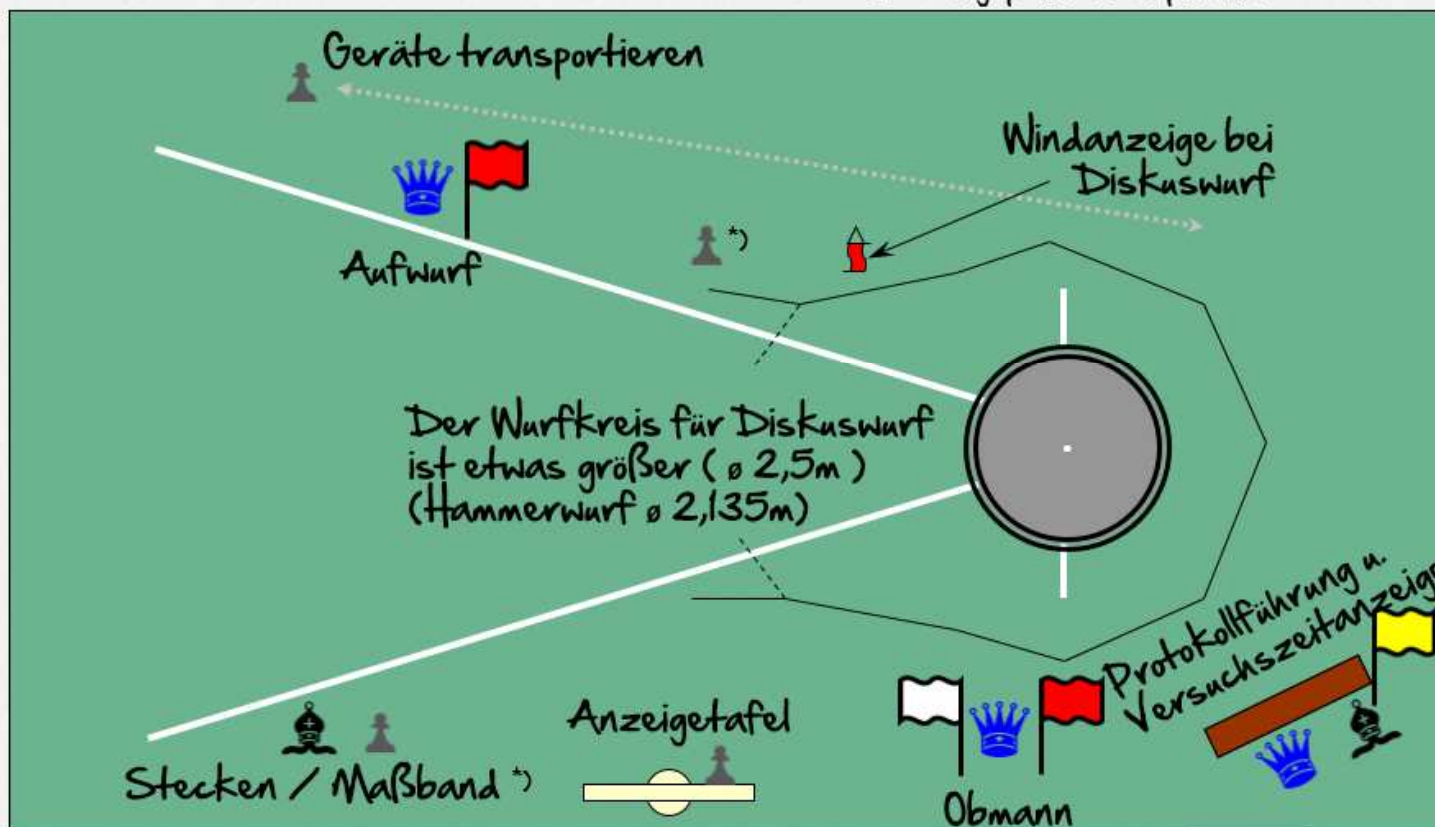 Geräte transportieren
Windanzeige bei
Diskuswurf
*)
Aufwurf
Der Wurfkreis für Diskuswurf
ist etwas größer ( ø 2,5m )
(Hammerwurf ø 2,135m)
Protokollführung u.
Versuchszeitanzeige
Anzeigetafel
Stecken / Maßband *)
Obmann